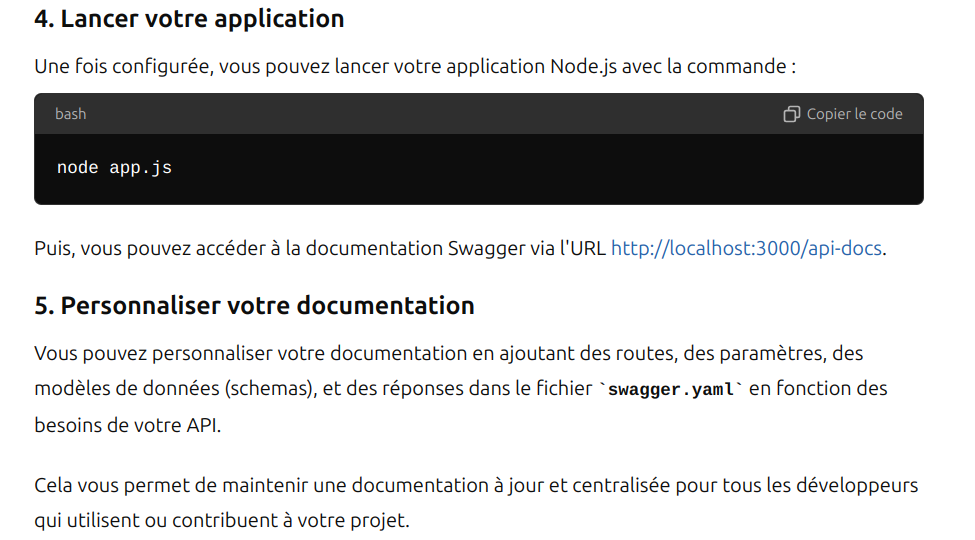 4. Lancer votre application
Une fois configurée, vous pouvez lancer votre application Node.js avec la commande :
bash
Copier le code
node app.js
Puis, vous pouvez accéder à la documentation Swagger via l'URL http://localhost:3000/api-docs.
5. Personnaliser votre documentation
Vous pouvez personnaliser votre documentation en ajoutant des routes, des paramètres, des
modèles de données (schemas), et des réponses dans le fichier `swagger.yaml` en fonction des
besoins de votre API.
Cela vous permet de maintenir une documentation à jour et centralisée pour tous les développeurs
qui utilisent ou contribuent à votre projet.